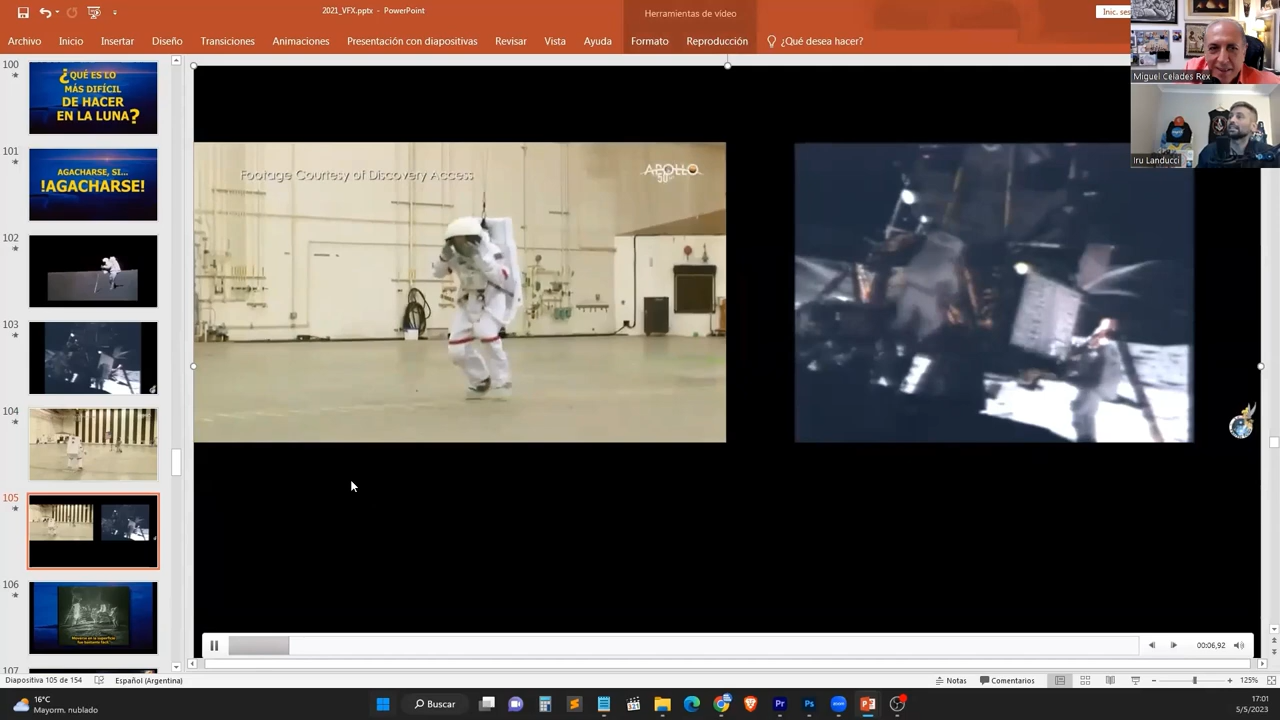 2021_VFX.pptx - PowerPoint
Herramientas de vídeo
Inic. ses
Archivo
Inicio
Insertar
Diseño
Transiciones
Animaciones
Presentación con diapositivas
Revisar
Vista
Ayuda
Formato
Reproducción
¿Qué desea hacer?
Miguel Celades Rex
Iru Landucci
100
¿QUÉ ES LO
MÁS DIFÍCIL
DE HACER
EN LA LUNA?
101
AGACHARSE, SI...
!AGACHARSE!
102
103
104
105
106
107
Footage Courtesy of Discovery Access
APOLLO
50
00:06,92
Diapositiva 105 de 154
Español (Argentina)
Notas
Comentarios
125%
16°C
Mayorm. nublado
Buscar
17:01
5/5/2023